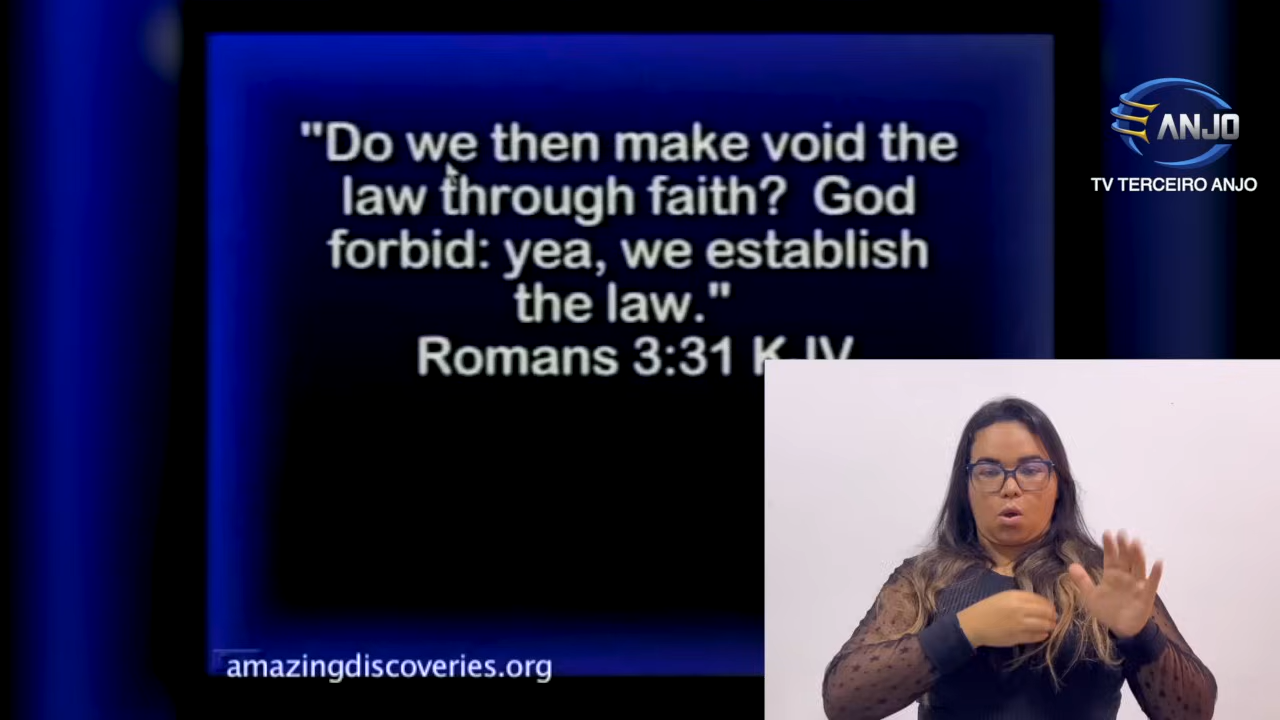 "Do we then make void the
law through faith? God
forbid: yea, we establish
the law."
Romans 3:31 KJV
ANJO
TV TERCEIRO ANJO
amazingdiscoveries.org